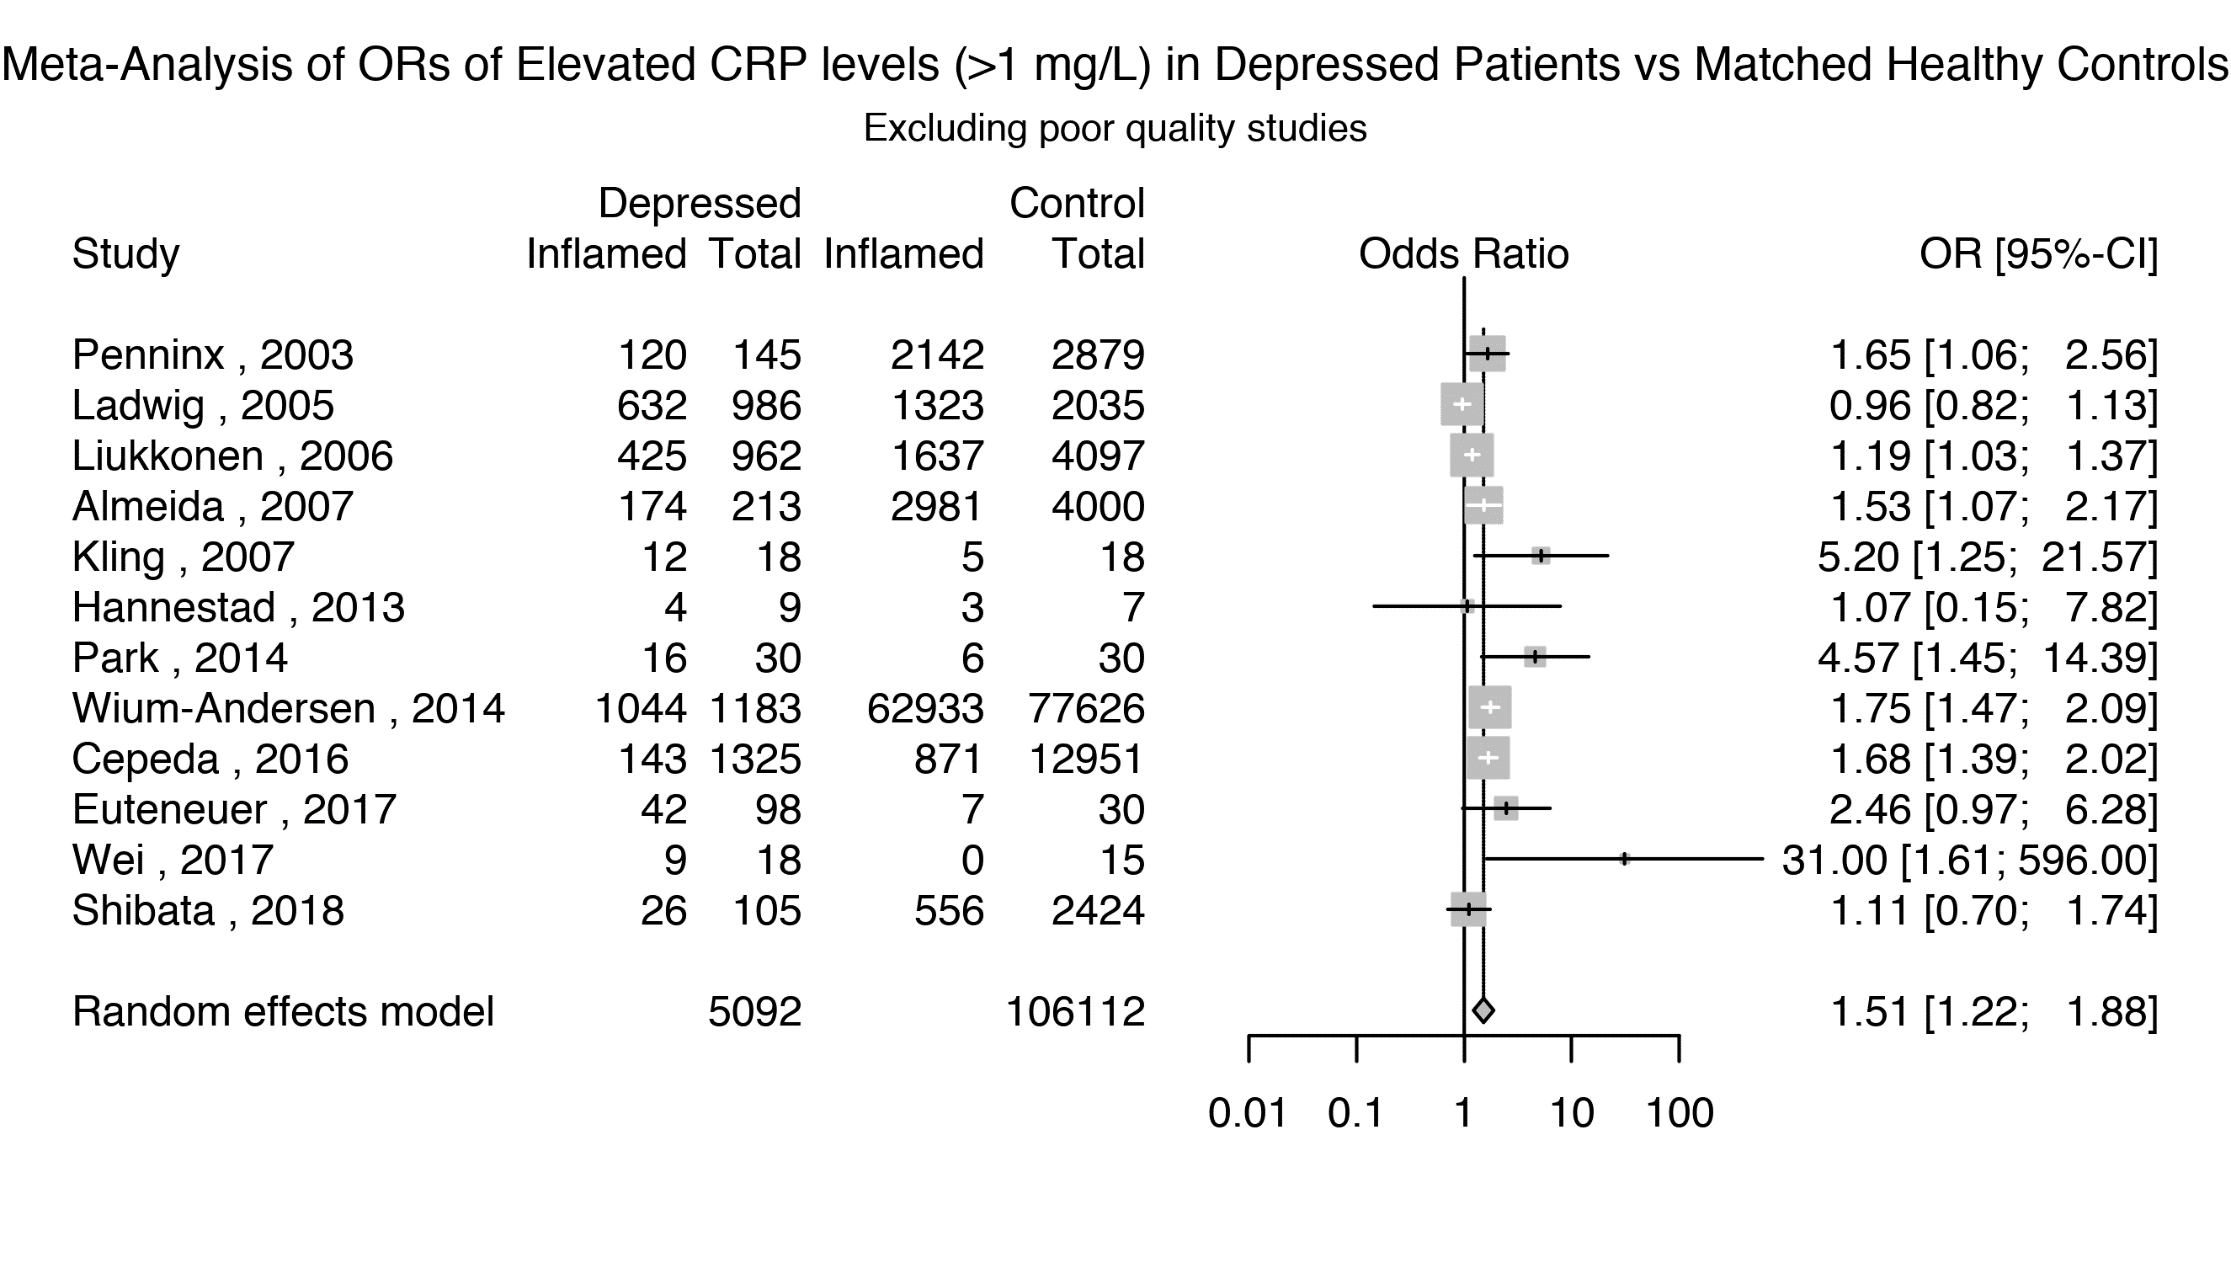 Meta-Analysis of ORs of Elevated CRP levels (>1 mg/L) in Depressed Patients vs Matched Healthy Controls
Excluding poor quality studies
Depressed Control
Study Inflamed Total Inflamed Total Odds Ratio OR [95%-CI]
Penninx , 2003 120 145 2142 2879 1.65 [1.06; 2.56]
Ladwig , 2005 632 986 1323 2035 0.96 [0.82; 1.13]
Liukkonen , 2006 425 962 1637 4097 1.19 [1.03; 1.37]
Almeida , 2007 174 213 2981 4000 1.53 [1.07; 2.17]
Kling , 2007 12 18 5 18 5.20 [1.25; 21.57]
Hannestad , 2013 4 9 3 7 1.07 [0.15; 7.82]
Park , 2014 16 30 6 30 4.57 [1.45; 14.39]
Wium-Andersen , 2014 1044 1183 62933 77626 1.75 [1.47; 2.09]
Cepeda , 2016 143 1325 871 12951 1.68 [1.39; 2.02]
Euteneuer , 2017 42 98 7 30 2.46 [0.97; 6.28]
Wei , 2017 9 18 0 15 31.00 [1.61; 596.00]
Shibata , 2018 26 105 556 2424 1.11 [0.70; 1.74]
Random effects model 5092 106112 1.51 [1.22; 1.88]
0.01 0.1 1 10 100